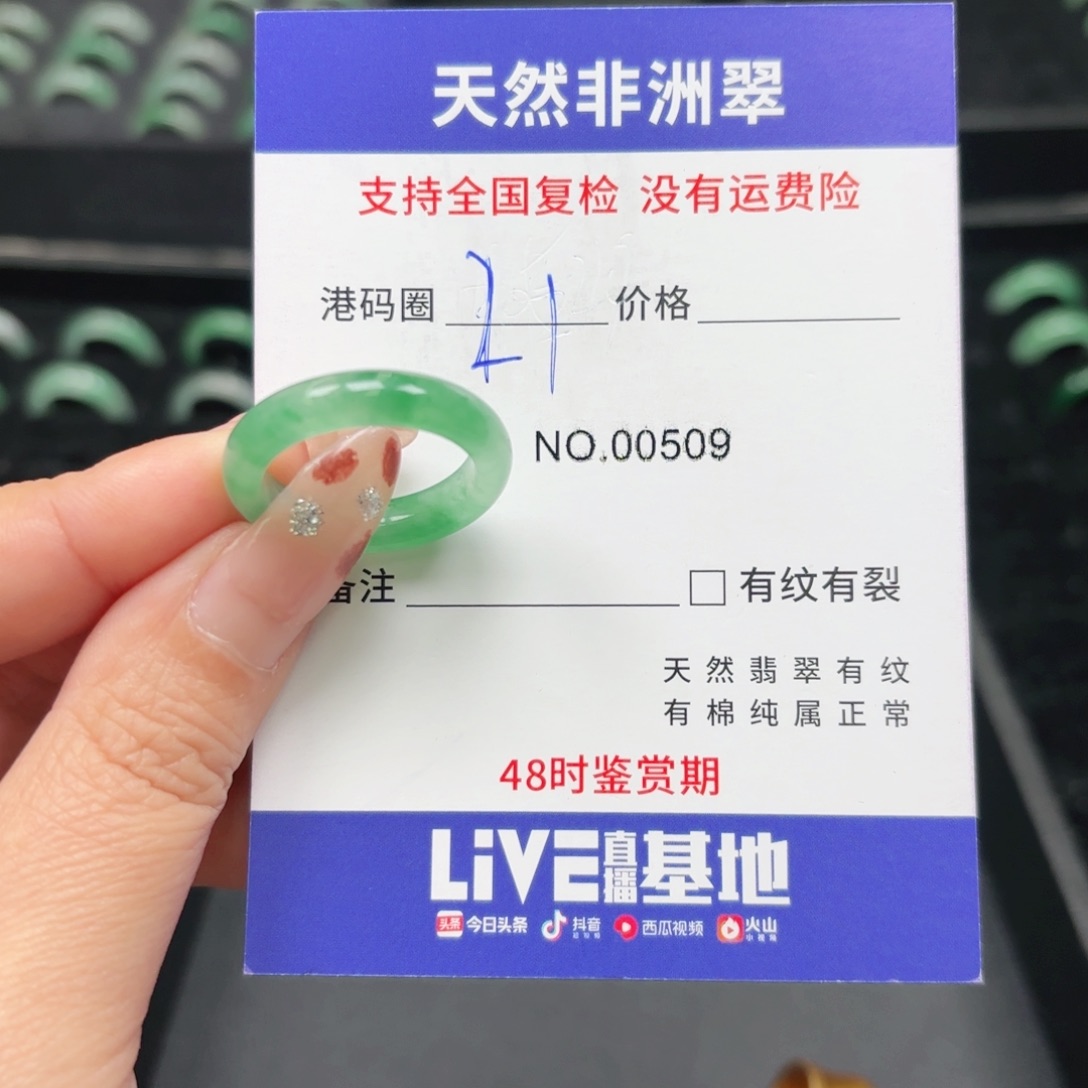 天然非洲翠
支持全国复检 没有运费险
港码圈 21 价格
NO.00509
备注 有纹有裂
天然翡翠有纹
有棉纯属正常
48时鉴赏期
LiVE直播基地
头条 今日头条 抖音 西瓜视频 火山